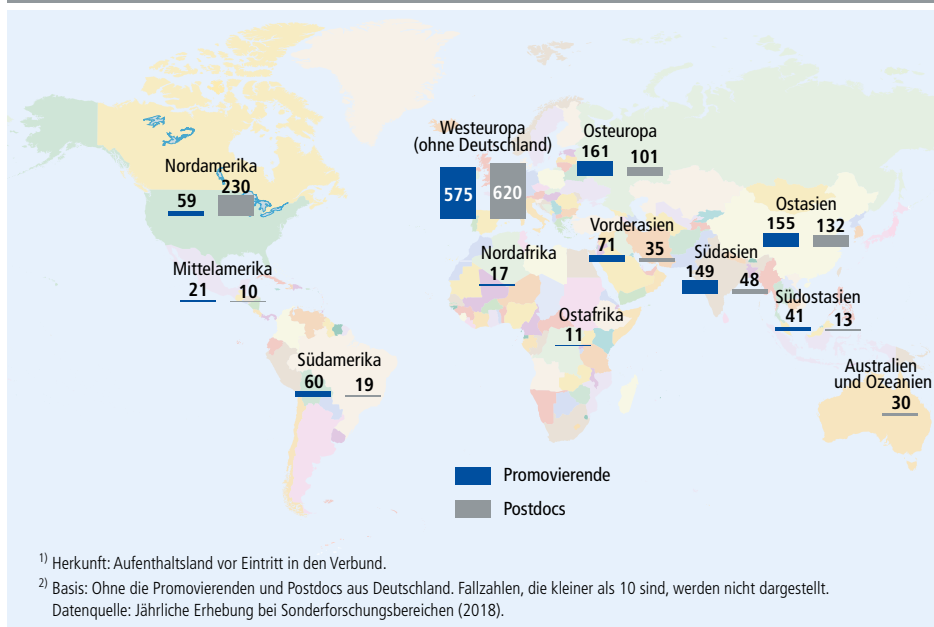 Westeuropa
(ohne Deutschland)
575 620
Osteuropa
161 101
Nordamerika
59 230
Ostasien
155 132
Vorderasien
71 35
Südasien
149 48
Nordafrika
17
Mittelamerika
21 10
Südostasien
41 13
Ostafrika
11
Südamerika
60 19
Australien
und Ozeanien
30
Promovierende
Postdocs
1) Herkunft: Aufenthaltsland vor Eintritt in den Verbund.
2) Basis: Ohne die Promovierenden und Postdocs aus Deutschland. Fallzahlen, die kleiner als 10 sind, werden nicht dargestellt.
Datenquelle: Jährliche Erhebung bei Sonderforschungsbereichen (2018).